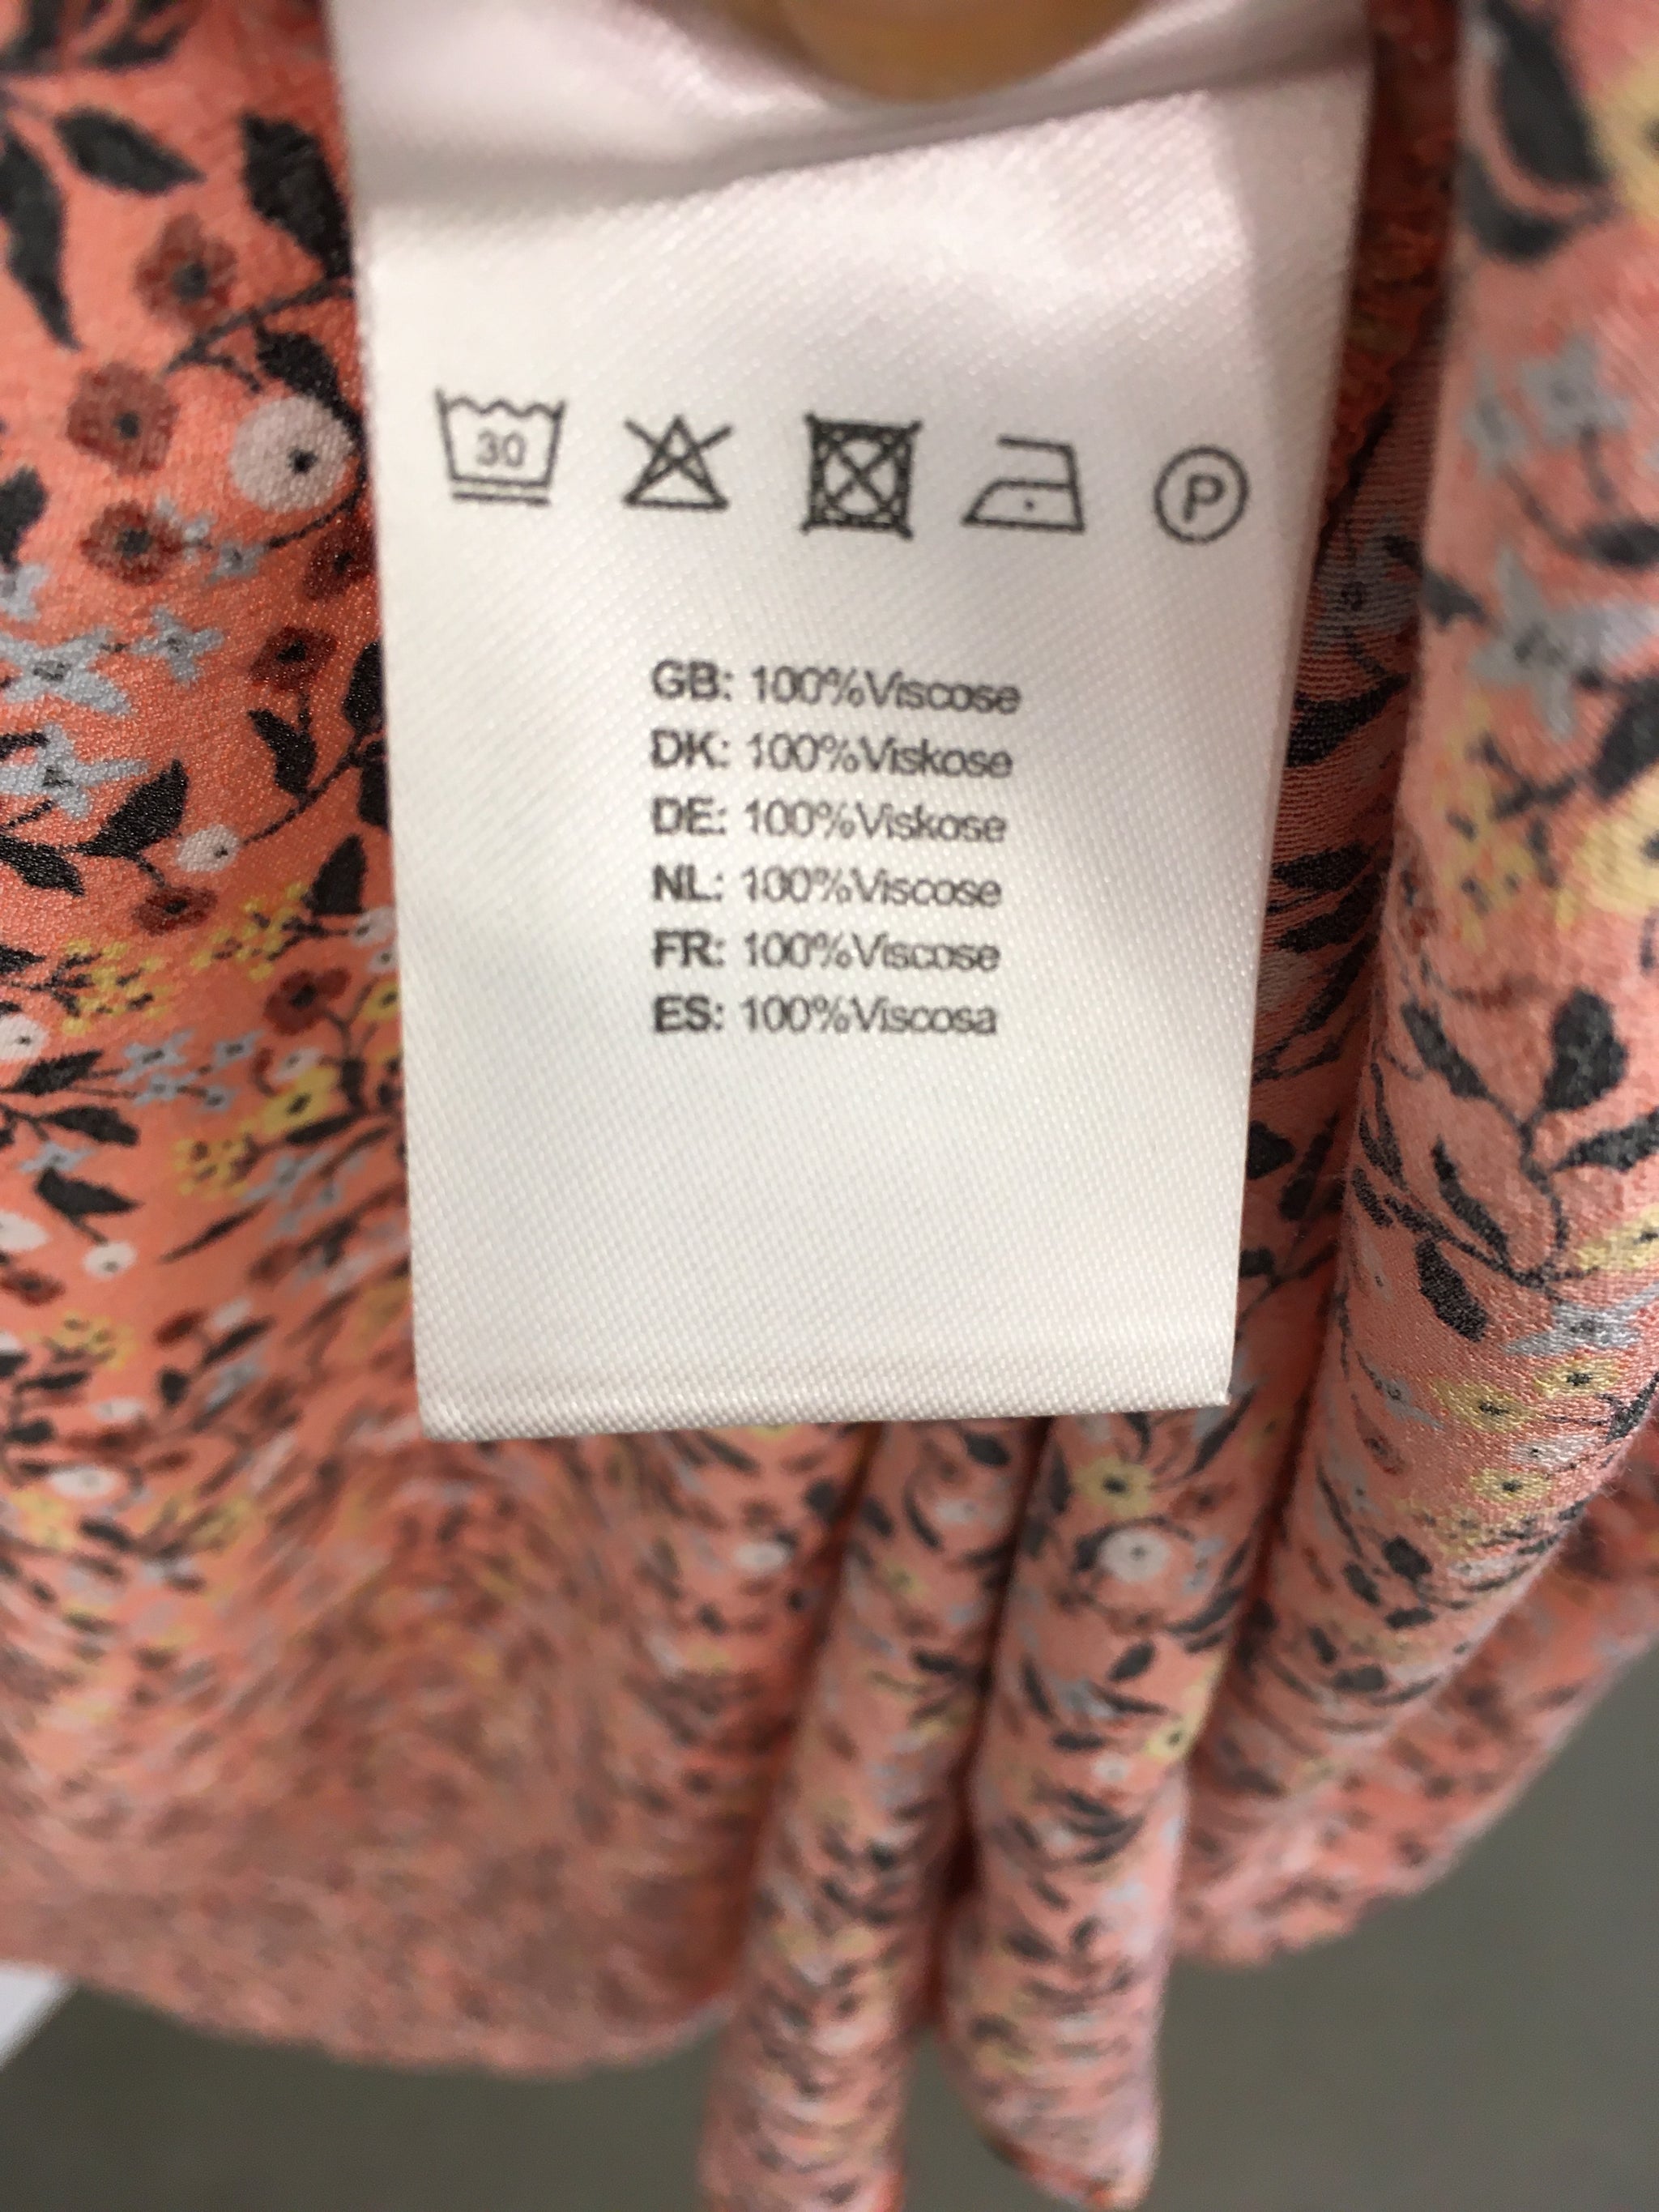 30 P
GB: 100%Viscose
DK: 100%Viskose
DE: 100%Viskose
NL: 100%Viscose
FR: 100%Viscose
ES: 100%Viscosa